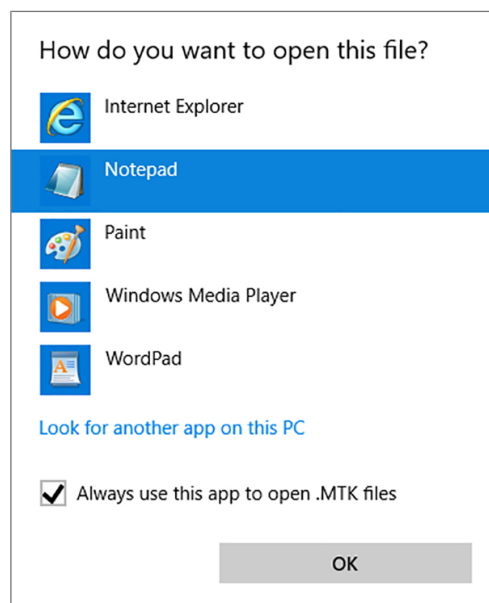 How do you want to open this file?
Internet Explorer
Notepad
Paint
Windows Media Player
WordPad
Look for another app on this PC
Always use this app to open .MTK files
OK